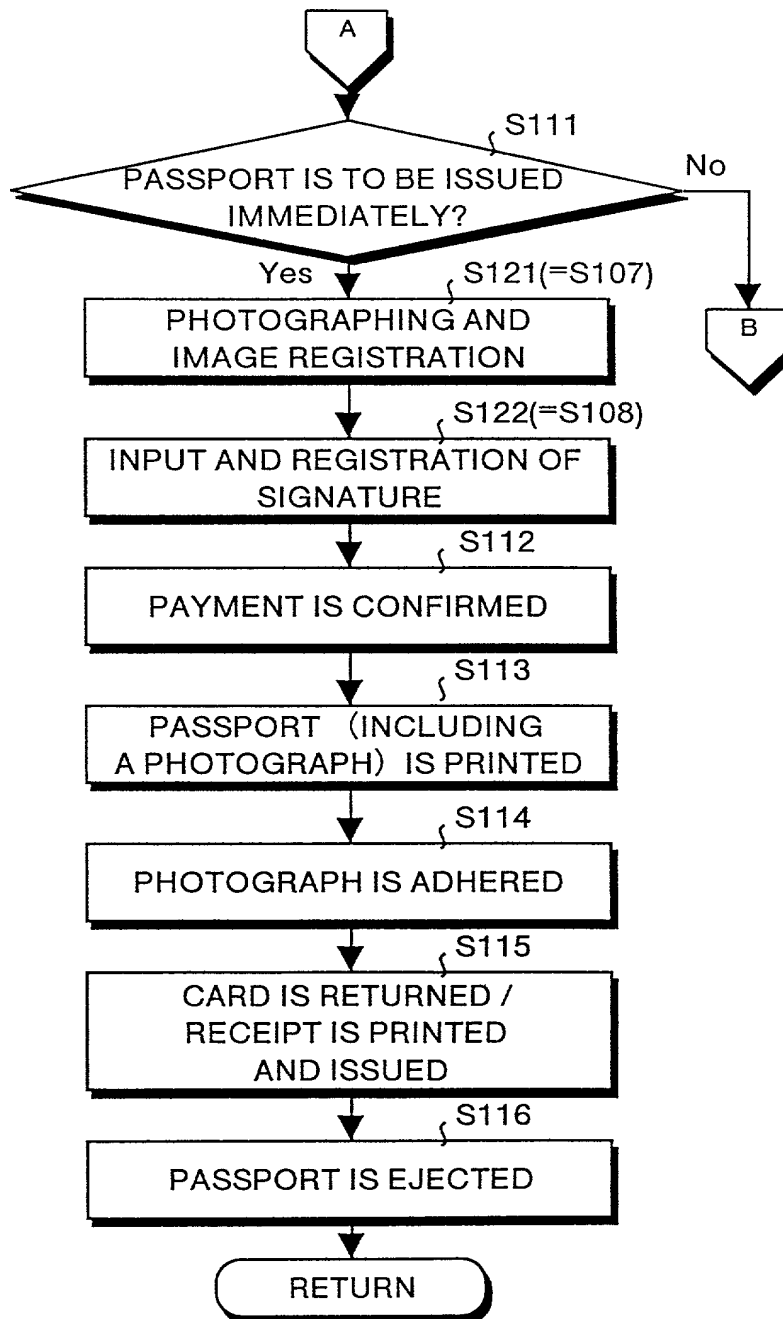 A
S111
PASSPORT IS TO BE ISSUED
IMMEDIATELY?
No
Yes
B
S121(=S107)
PHOTOGRAPHING AND
IMAGE REGISTRATION
S122(=S108)
INPUT AND REGISTRATION OF
SIGNATURE
S112
PAYMENT IS CONFIRMED
S113
PASSPORT (INCLUDING
A PHOTOGRAPH) IS PRINTED
S114
PHOTOGRAPH IS ADHERED
S115
CARD IS RETURNED /
RECEIPT IS PRINTED
AND ISSUED
S116
PASSPORT IS EJECTED
RETURN